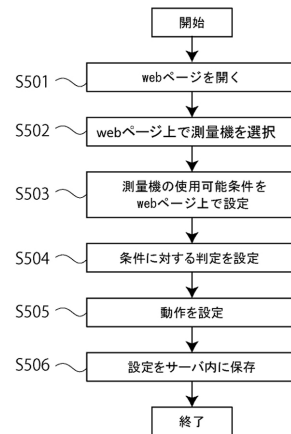 開始
S501
webページを開く
S502
webページ上で測量機を選択
S503
測量機の使用可能条件を
webページ上で設定
S504
条件に対する判定を設定
S505
動作を設定
S506
設定をサーバ内に保存
終了